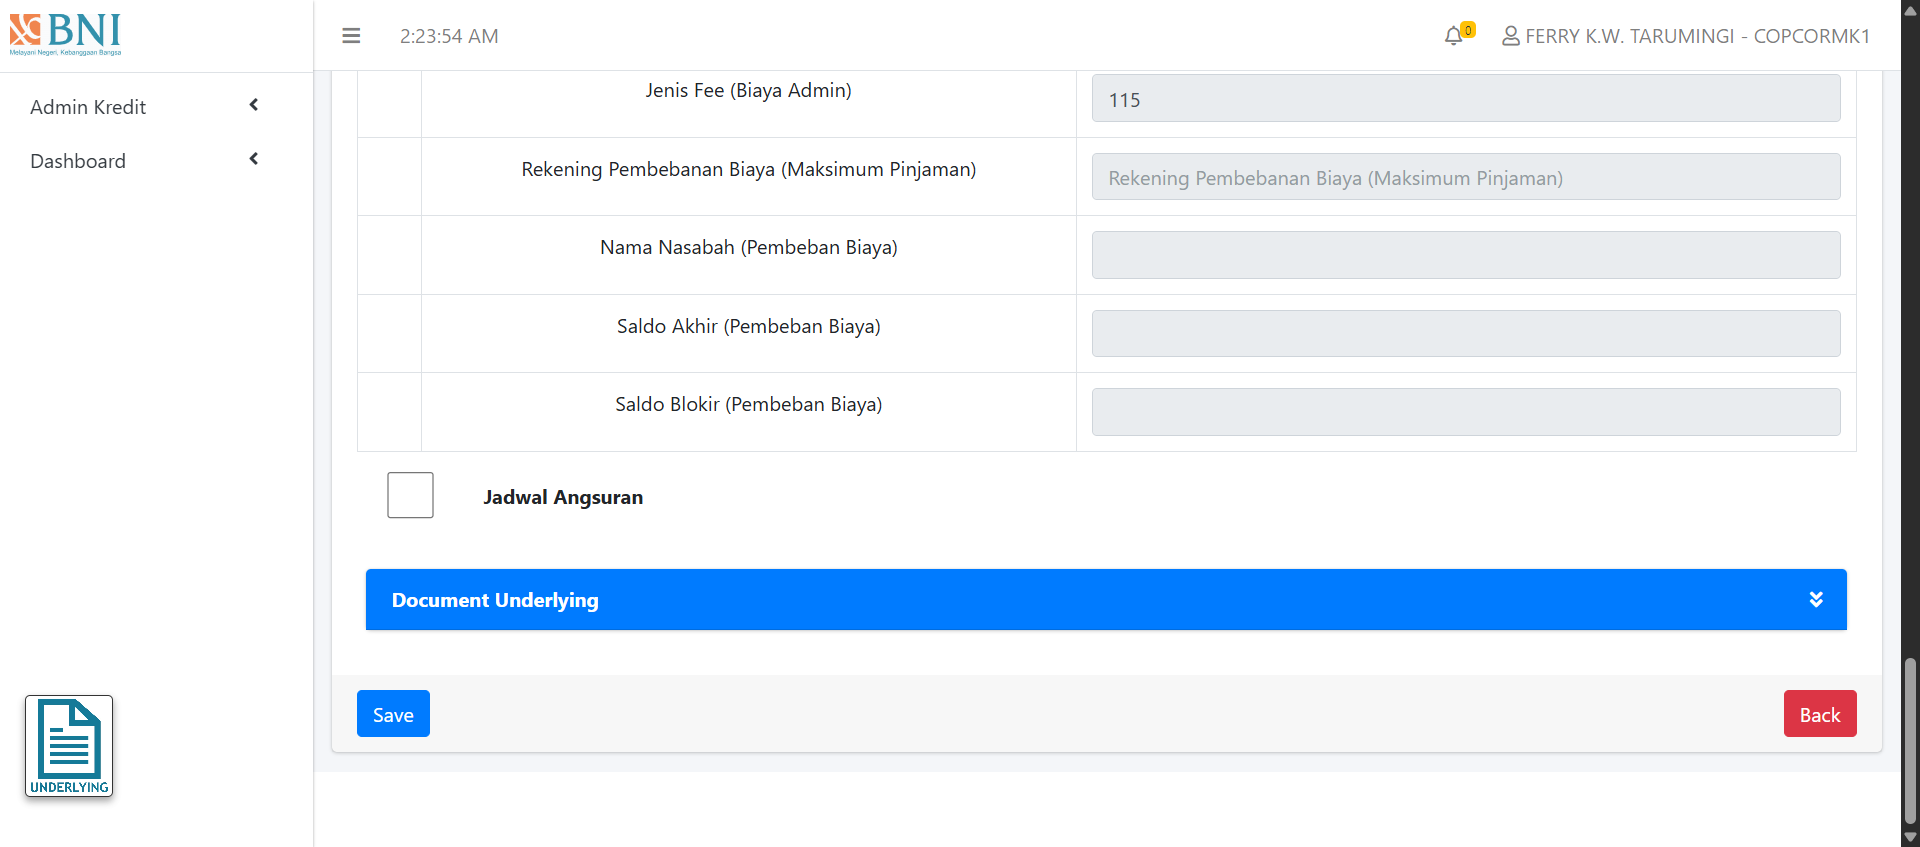 BNI
Melayani Negeri, Kebanggaan Bangsa
2:23:54 AM
0
FERRY K.W. TARUMINGI - COPCORMK1
Admin Kredit
Dashboard
Jenis Fee (Biaya Admin)
115
Rekening Pembebanan Biaya (Maksimum Pinjaman)
Rekening Pembebanan Biaya (Maksimum Pinjaman)
Nama Nasabah (Pembeban Biaya)
Saldo Akhir (Pembeban Biaya)
Saldo Blokir (Pembeban Biaya)
Jadwal Angsuran
Document Underlying
Save
Back
UNDERLYING